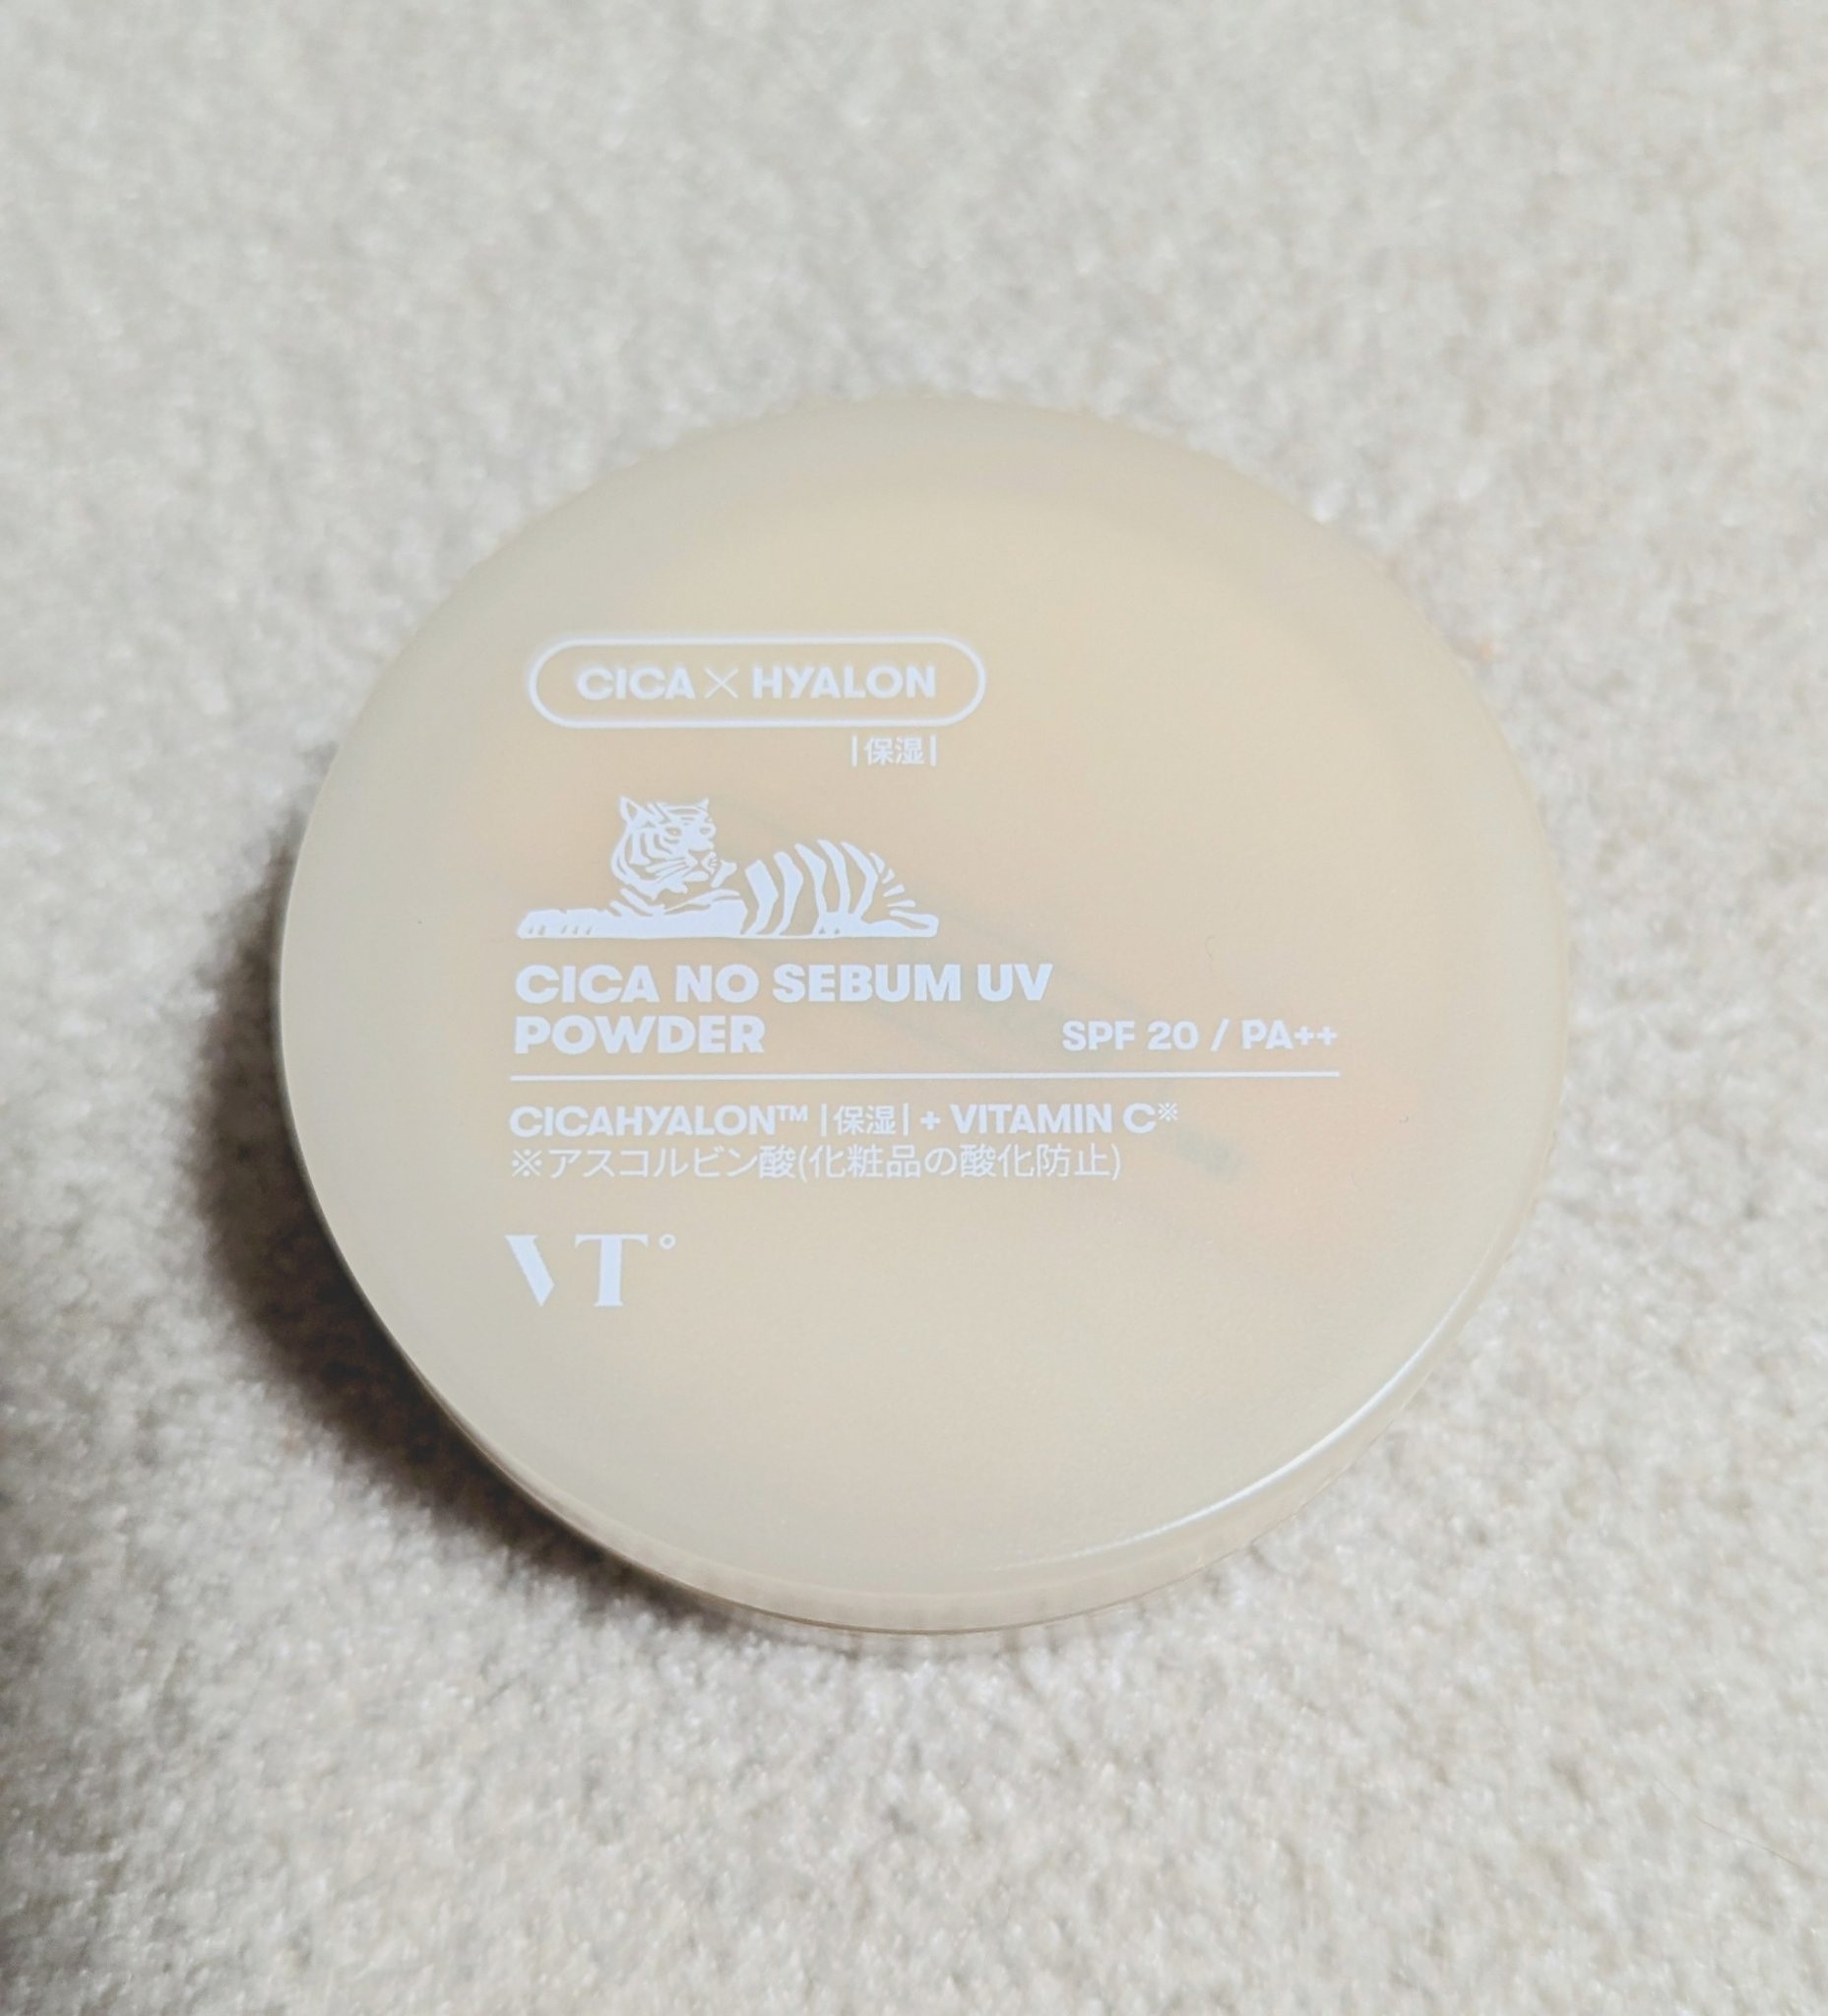 CICA×HYALON
|保湿|
CICA NO SEBUM UV
POWDER SPF 20 / PA++
CICAHYALON™ |保湿| + VITAMIN C※
※アスコルビン酸(化粧品の酸化防止)
VT°